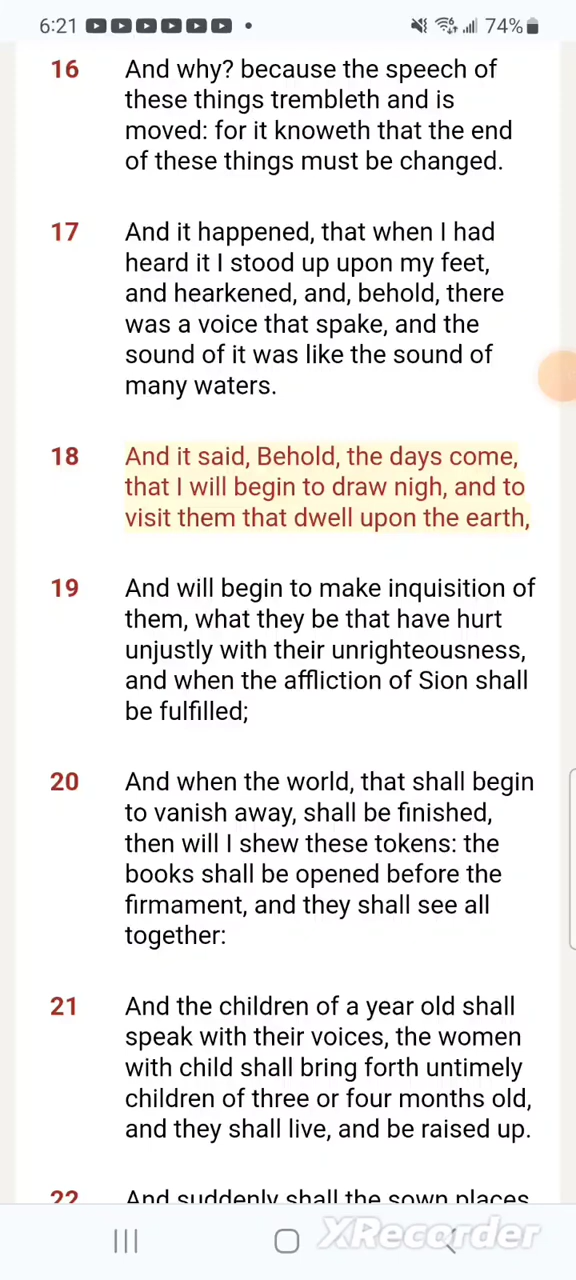 6:21 74%
16 And why? because the speech of
these things trembleth and is
moved: for it knoweth that the end
of these things must be changed.
17 And it happened, that when I had
heard it I stood up upon my feet,
and hearkened, and, behold, there
was a voice that spake, and the
sound of it was like the sound of
many waters.
18 And it said, Behold, the days come,
that I will begin to draw nigh, and to
visit them that dwell upon the earth,
19 And will begin to make inquisition of
them, what they be that have hurt
unjustly with their unrighteousness,
and when the affliction of Sion shall
be fulfilled;
20 And when the world, that shall begin
to vanish away, shall be finished,
then will I shew these tokens: the
books shall be opened before the
firmament, and they shall see all
together:
21 And the children of a year old shall
speak with their voices, the women
with child shall bring forth untimely
children of three or four months old,
and they shall live, and be raised up.
22 And suddenly shall the sown places
XRecorder